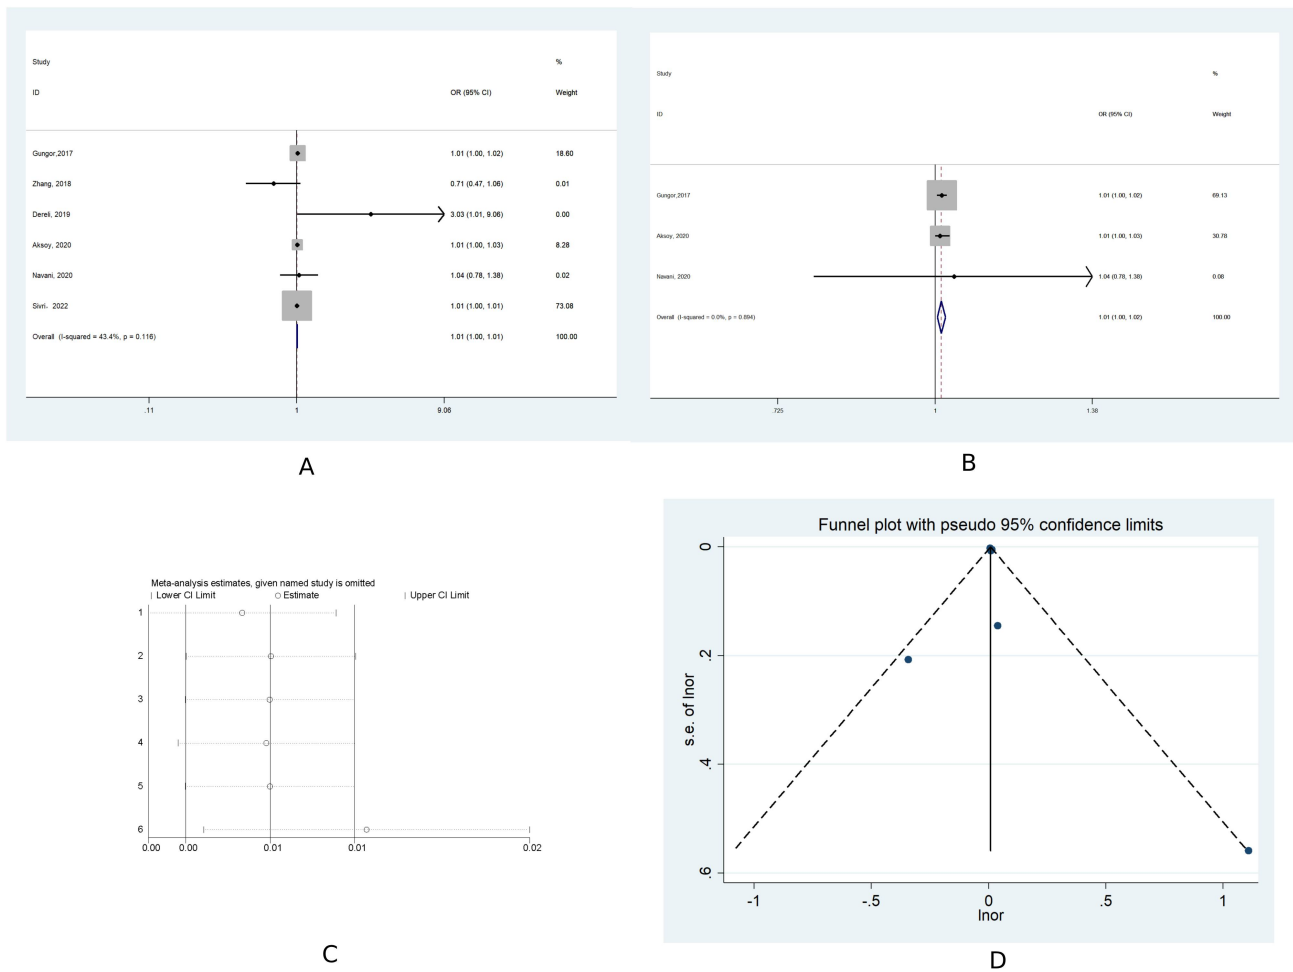 Study %
ID OR (95% CI) Weight
Gungor,2017 1.01 (1.00, 1.02) 18.60
Zhang, 2018 0.71 (0.47, 1.06) 0.01
Dereli, 2019 3.03 (1.01, 9.06) 0.00
Aksoy, 2020 1.01 (1.00, 1.03) 8.28
Navani, 2020 1.04 (0.78, 1.38) 0.02
Sivri, 2022 1.01 (1.00, 1.01) 73.08
Overall (I-squared = 43.4%, p = 0.116) 1.01 (1.00, 1.01) 100.00
.11 1 9.06
A
Study %
ID OR (95% CI) Weight
Gungor,2017 1.01 (1.00, 1.02) 69.13
Aksoy, 2020 1.01 (1.00, 1.03) 30.78
Navani, 2020 1.04 (0.78, 1.38) 0.08
Overall (I-squared = 0.0%, p = 0.894) 1.01 (1.00, 1.02) 100.00
.725 1 1.38
B
Meta-analysis estimates, given named study is omitted
Lower CI Limit Estimate Upper CI Limit
1
2
3
4
5
6
0.00 0.00 0.01 0.01 0.02
C
Funnel plot with pseudo 95% confidence limits
s.e. of lnor
0
.2
.4
.6
-1 -.5 0 .5 1
lnor
D